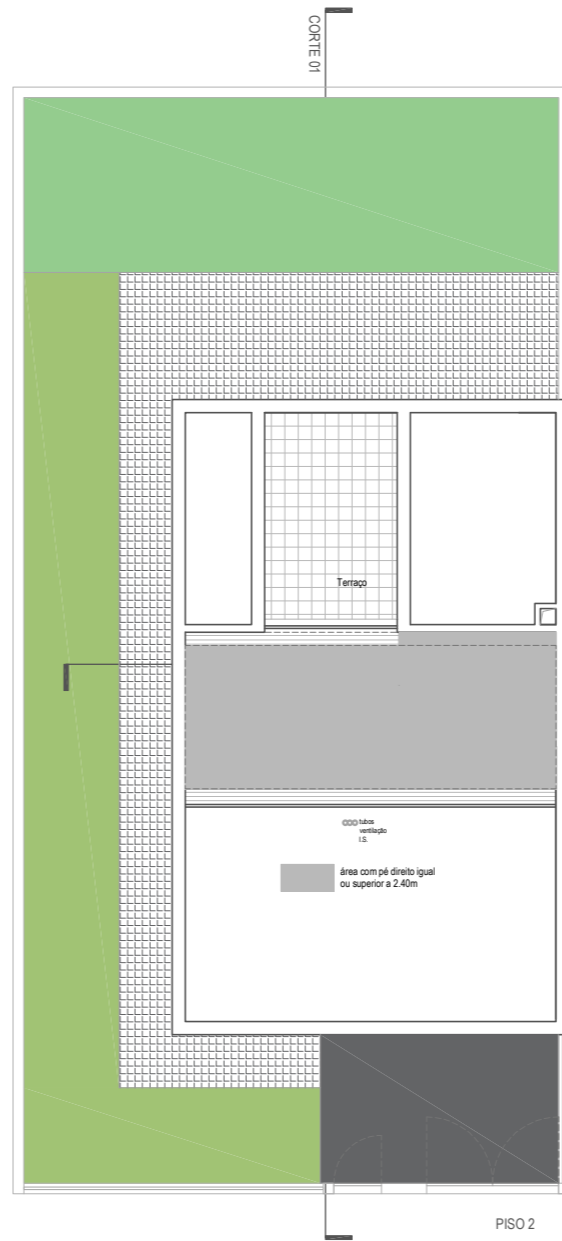 CORTE 01
Terraço
tubos
ventilação
I.S.
área com pé direito igual
ou superior a 2.40m
PISO 2